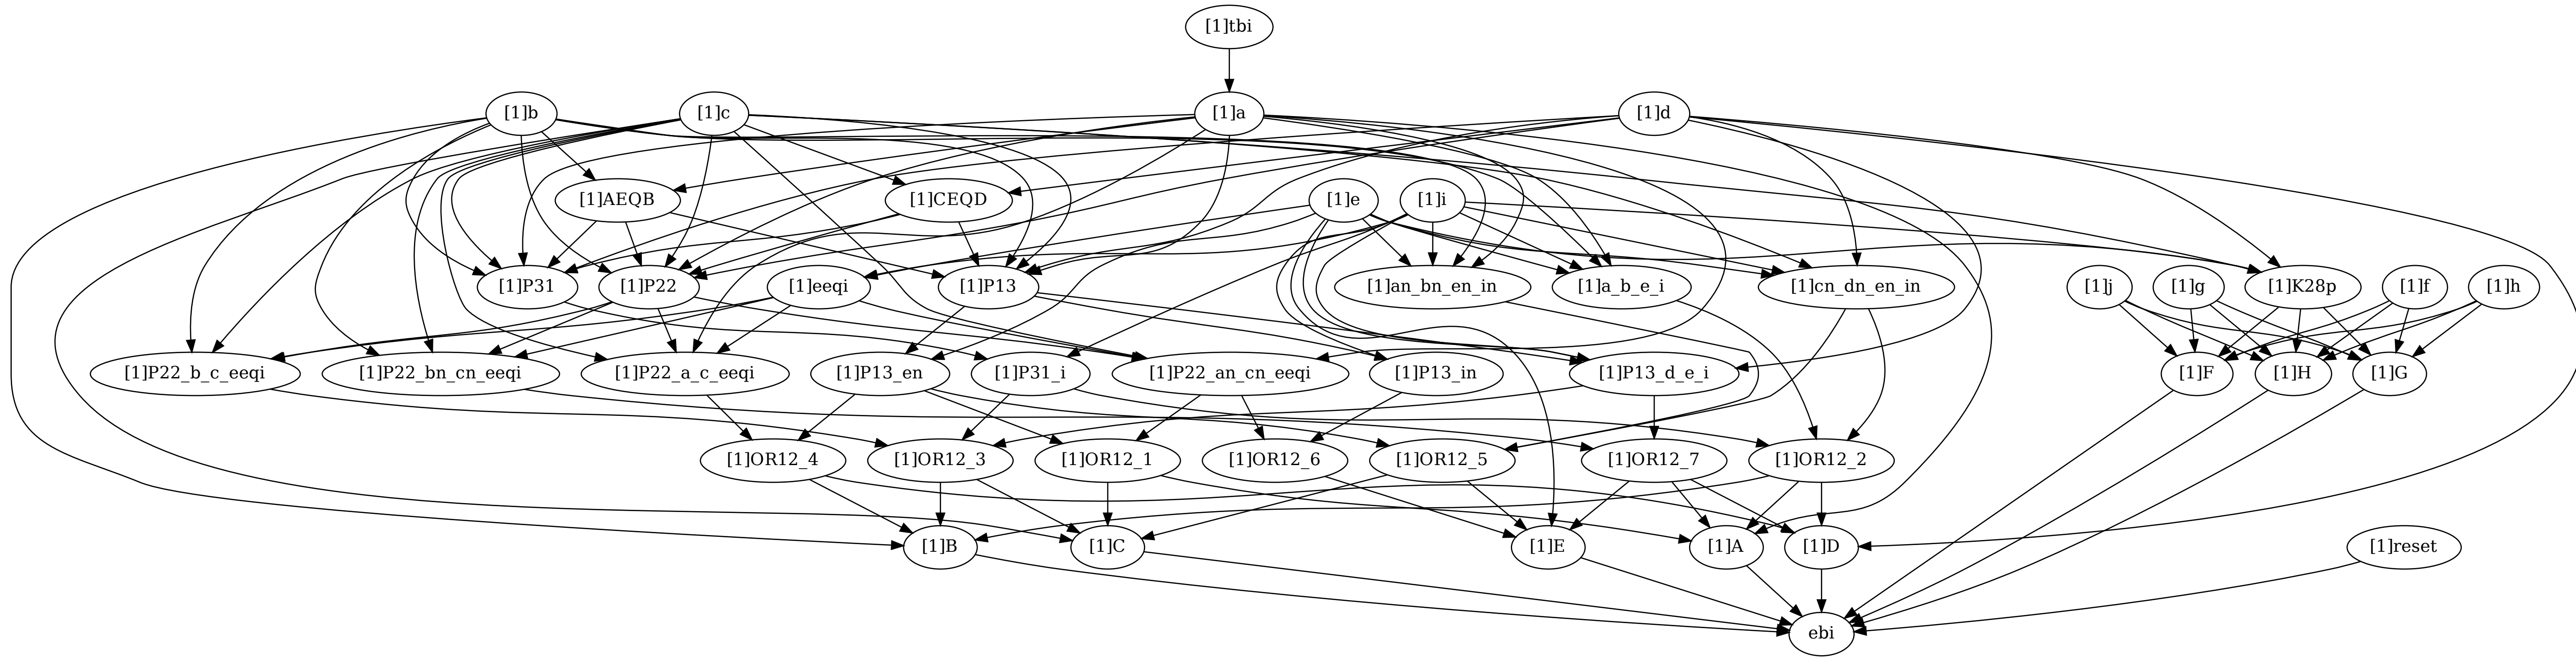 [1]tbi
[1]b
[1]c
[1]a
[1]d
[1]AEQB
[1]CEQD
[1]e
[1]i
[1]P31
[1]P22
[1]eeqi
[1]P13
[1]an_bn_en_in
[1]a_b_e_i
[1]cn_dn_en_in
[1]j
[1]g
[1]K28p
[1]f
[1]h
[1]P22_b_c_eeqi
[1]P22_bn_cn_eeqi
[1]P22_a_c_eeqi
[1]P13_en
[1]P31_i
[1]P22_an_cn_eeqi
[1]P13_in
[1]P13_d_e_i
[1]F
[1]H
[1]G
[1]OR12_4
[1]OR12_3
[1]OR12_1
[1]OR12_6
[1]OR12_5
[1]OR12_7
[1]OR12_2
[1]B
[1]C
[1]E
[1]A
[1]D
[1]reset
ebi